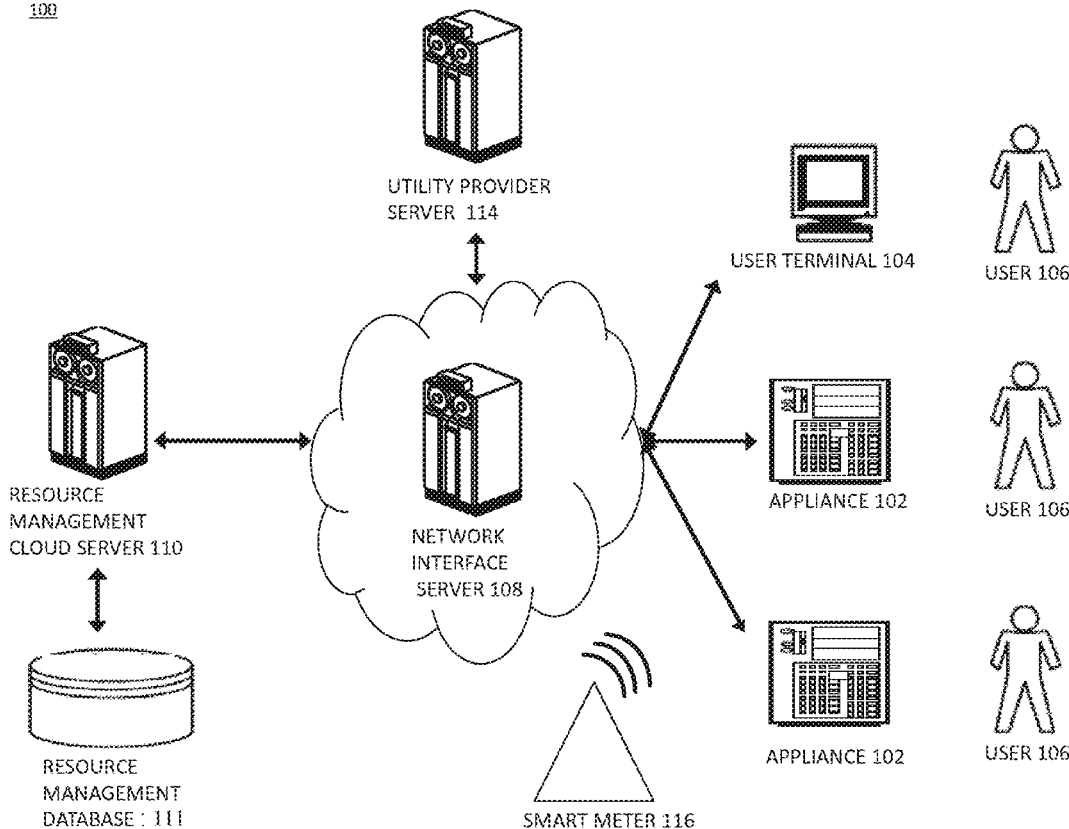 100
UTILITY PROVIDER
SERVER 114
USER TERMINAL 104
USER 106
RESOURCE
MANAGEMENT
CLOUD SERVER 110
NETWORK
INTERFACE
SERVER 108
APPLIANCE 102
USER 106
RESOURCE
MANAGEMENT
DATABASE : 111
SMART METER 116
APPLIANCE 102
USER 106